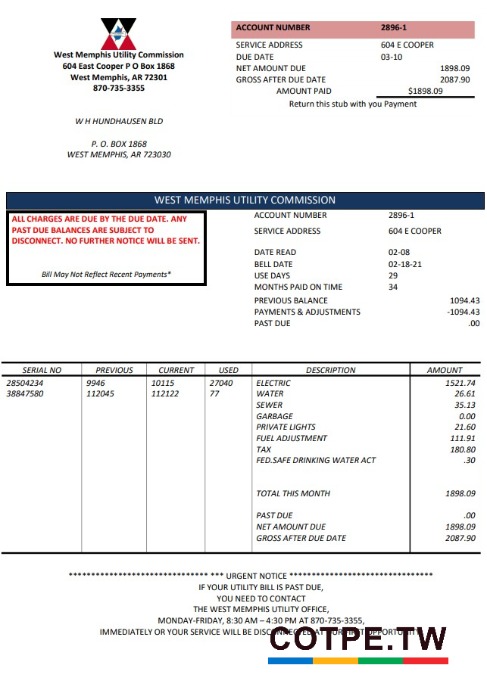 West Memphis Utility Commission
604 East Cooper P O Box 1868
West Memphis, AR 72301
870-735-3355
ACCOUNT NUMBER 2896-1
SERVICE ADDRESS 604 E COOPER
DUE DATE 03-10
NET AMOUNT DUE 1898.09
GROSS AFTER DUE DATE 2087.90
AMOUNT PAID $1898.09
Return this stub with you Payment
W H HUNDHAUSEN BLD
P. O. BOX 1868
WEST MEMPHIS, AR 723030
WEST MEMPHIS UTILITY COMMISSION
ALL CHARGES ARE DUE BY THE DUE DATE. ANY
PAST DUE BALANCES ARE SUBJECT TO
DISCONNECT. NO FURTHER NOTICE WILL BE SENT.
Bill May Not Reflect Recent Payments*
ACCOUNT NUMBER 2896-1
SERVICE ADDRESS 604 E COOPER
DATE READ 02-08
BELL DATE 02-18-21
USE DAYS 29
MONTHS PAID ON TIME 34
PREVIOUS BALANCE 1094.43
PAYMENTS & ADJUSTMENTS -1094.43
PAST DUE .00
SERIAL NO PREVIOUS CURRENT USED DESCRIPTION AMOUNT
28504234 9946 10115 27040 ELECTRIC 1521.74
38847580 112045 112122 77 WATER 26.61
SEWER 35.13
GARBAGE 0.00
PRIVATE LIGHTS 21.60
FUEL ADJUSTMENT 111.91
TAX 180.80
FED.SAFE DRINKING WATER ACT .30
TOTAL THIS MONTH 1898.09
PAST DUE .00
NET AMOUNT DUE 1898.09
GROSS AFTER DUE DATE 2087.90
****************************** *** URGENT NOTICE *********************************
IF YOUR UTILITY BILL IS PAST DUE,
YOU NEED TO CONTACT
THE WEST MEMPHIS UTILITY OFFICE,
MONDAY-FRIDAY, 8:30 AM – 4:30 PM AT 870-735-3355,
IMMEDIATELY OR YOUR SERVICE WILL BE DISCONNECTED AT OUR FIRST OPPORTUNITY
COTPE.TW